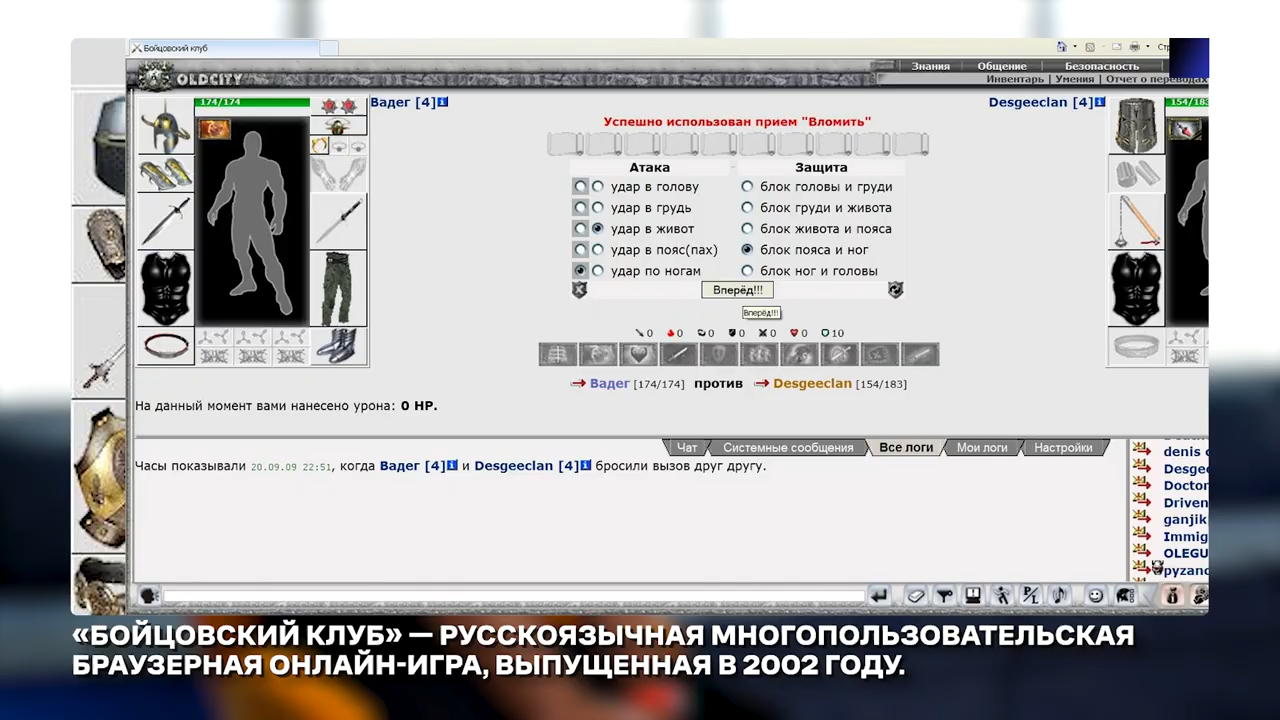 Бойцовский клуб
Стр
OLDCITY
Знания Общение Безопасность
Инвентарь | Умения | Отчет о переводах
174/174
Вадег [4]
Desgeeclan [4]
154/183
Успешно использован прием "Вломить"
Атака Защита
удар в голову блок головы и груди
удар в грудь блок груди и живота
удар в живот блок живота и пояса
удар в пояс(пах) блок пояса и ног
удар по ногам блок ног и головы
Вперёд!!!
Вперёд!!!
0 0 0 0 0 0 10
Вадег [174/174] против Desgeeclan [154/183]
На данный момент вами нанесено урона: 0 HP.
Чат Системные сообщения Все логи Мои логи Настройки
Часы показывали 20.09.09 22:51, когда Вадег [4] и Desgeeclan [4] бросили вызов друг другу.
denis
Desgee
Doctor
Driven
ganjik
Immig
OLEGU
pyzano
«БОЙЦОВСКИЙ КЛУБ» — РУССКОЯЗЫЧНАЯ МНОГОПОЛЬЗОВАТЕЛЬСКАЯ
БРАУЗЕРНАЯ ОНЛАЙН-ИГРА, ВЫПУЩЕННАЯ В 2002 ГОДУ.